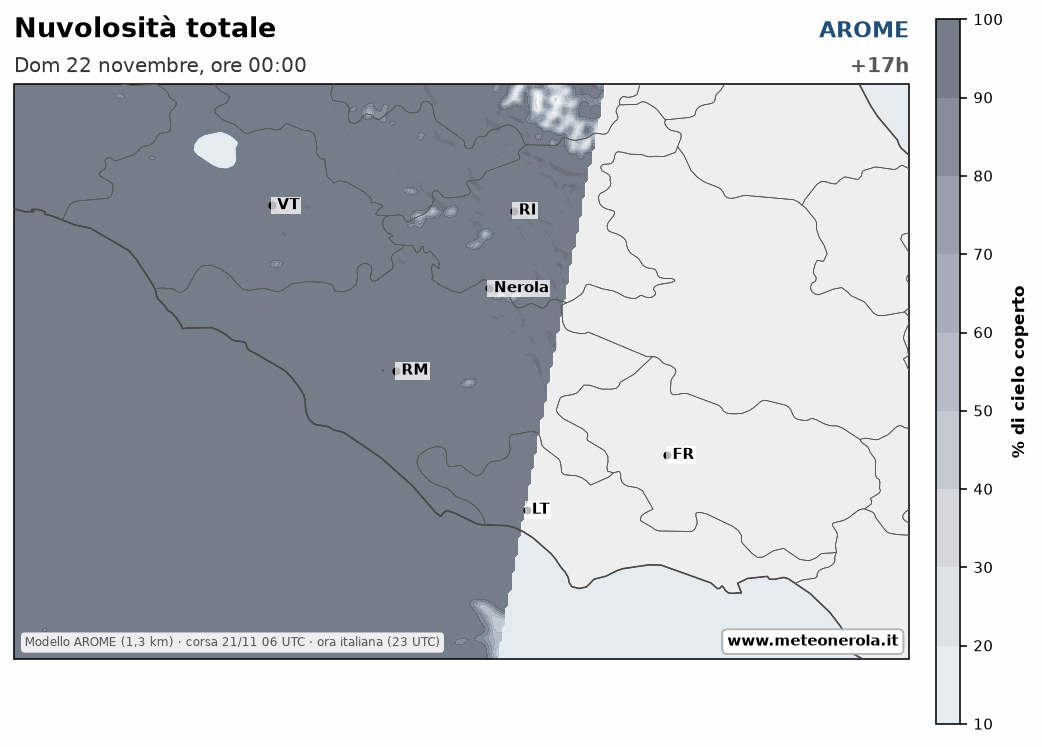 Nuvolosità totale
AROME
Dom 22 novembre, ore 00:00
+17h
100
90
80
70
60
50
40
30
20
10
% di cielo coperto
VT
RI
Nerola
RM
FR
LT
Modello AROME (1,3 km) · corsa 21/11 06 UTC · ora italiana (23 UTC)
www.meteonerola.it